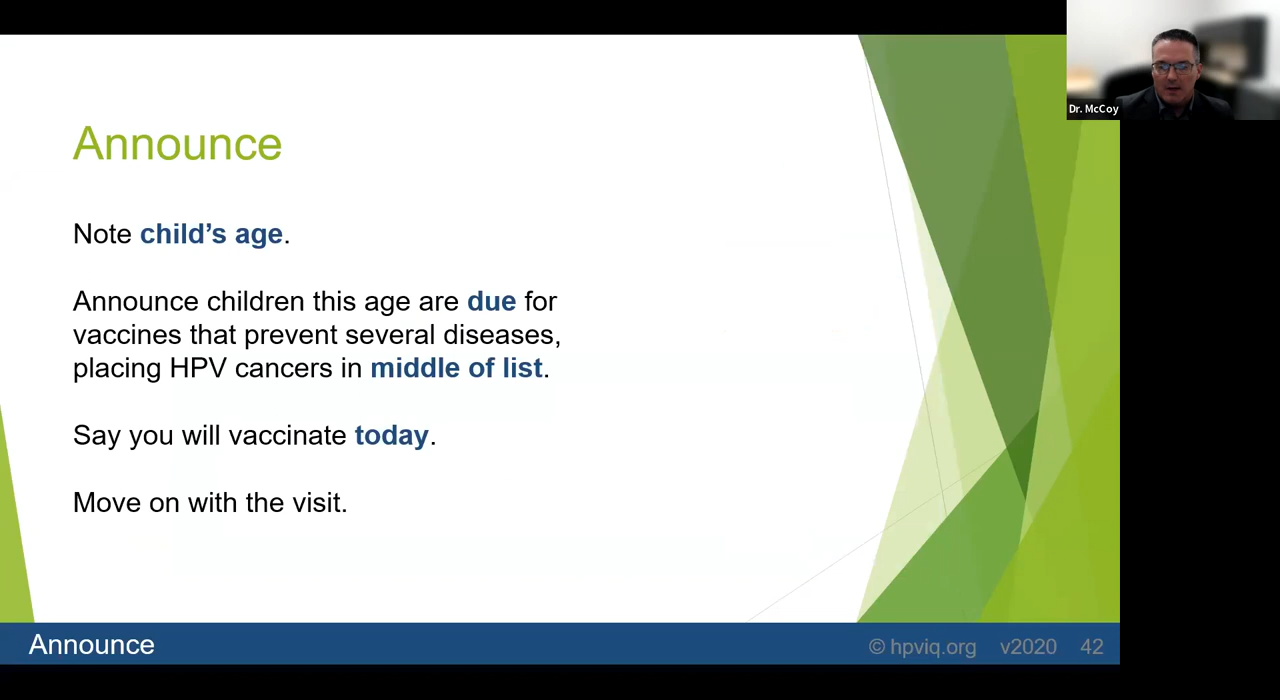 Dr. McCoy
Announce
Note child’s age.
Announce children this age are due for
vaccines that prevent several diseases,
placing HPV cancers in middle of list.
Say you will vaccinate today.
Move on with the visit.
Announce
© hpviq.org v2020 42